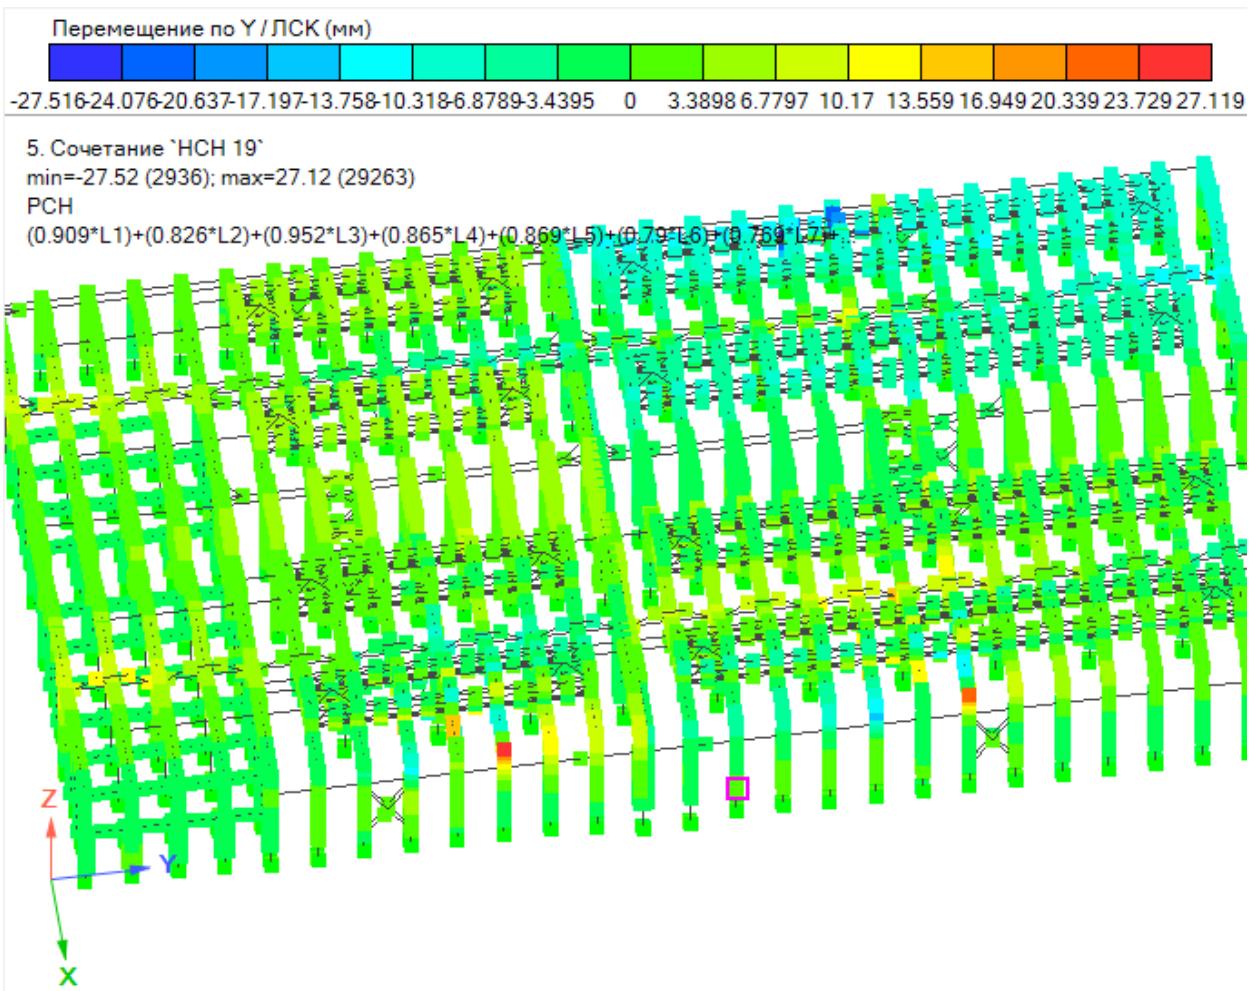 Перемещение по Y / ЛСК (мм)
-27.516-24.076-20.637-17.197-13.758-10.318-6.8789-3.4395 0 3.3898 6.7797 10.17 13.559 16.949 20.339 23.729 27.119
5. Сочетание `НСН 19`
min=-27.52 (2936); max=27.12 (29263)
РСН
(0.909*L1)+(0.826*L2)+(0.952*L3)+(0.865*L4)+(0.869*L5)+(0.79*L6)+(0.769*L7)+...
Z
Y
X